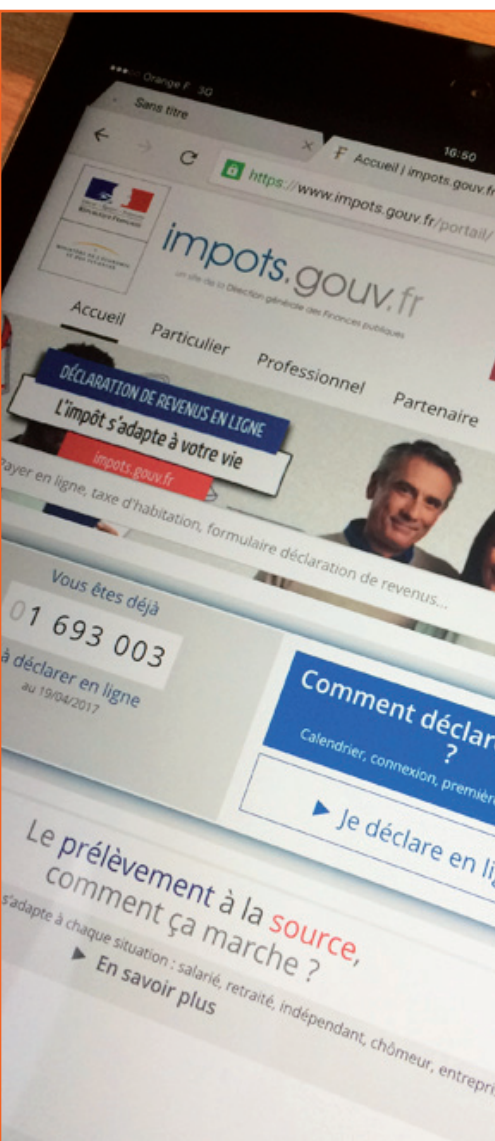 Orange F 3G
16:50
Sans titre
Accueil | impots.gouv.fr
https://www.impots.gouv.fr/portail/
RÉPUBLIQUE FRANÇAISE
impots.gouv.fr
un site de la Direction générale des Finances publiques
Accueil Particulier Professionnel Partenaire
DÉCLARATION DE REVENUS EN LIGNE
L'impôt s'adapte à votre vie
impots.gouv.fr
Payer en ligne, taxe d'habitation, formulaire déclaration de revenus...
Vous êtes déjà
01 693 003
à déclarer en ligne
au 19/04/2017
Comment déclar
?
Calendrier, connexion, premièr
► Je déclare en lig
Le prélèvement à la source,
comment ça marche ?
s'adapte à chaque situation : salarié, retraité, indépendant, chômeur, entrepris
► En savoir plus